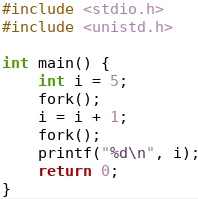 #include <stdio.h>
#include <unistd.h>

int main() {
    int i = 5;
    fork();
    i = i + 1;
    fork();
    printf("%d\n", i);
    return 0;
}